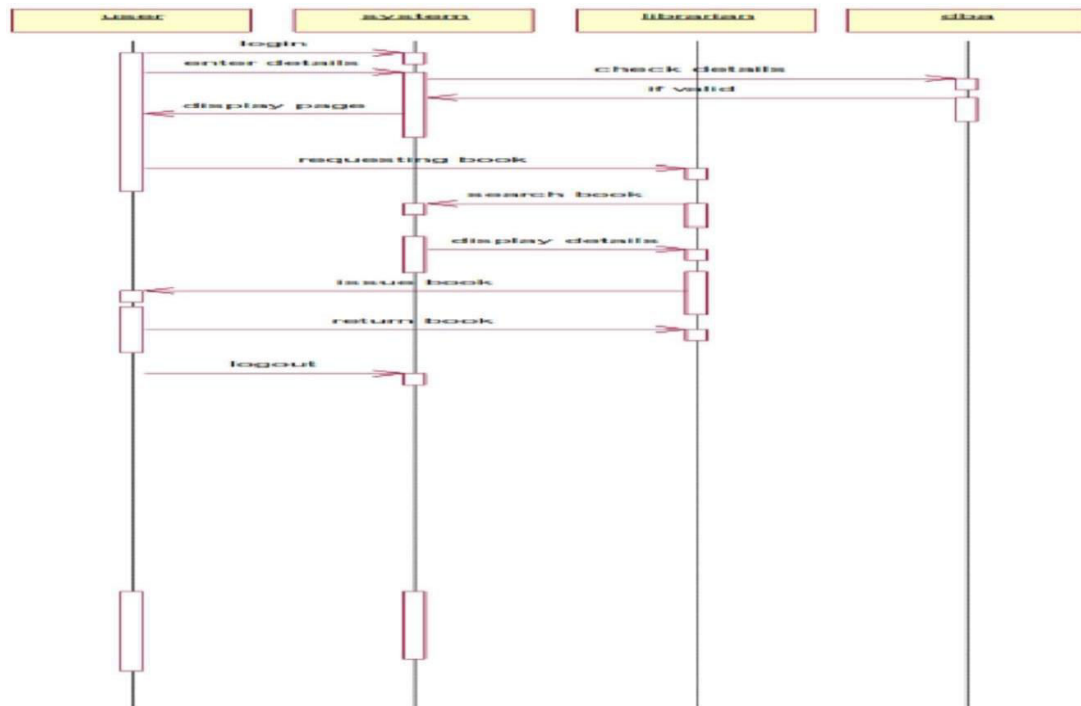 user system librarian dba
login
enter details
check details
if valid
display page
requesting book
search book
display details
issue book
return book
logout